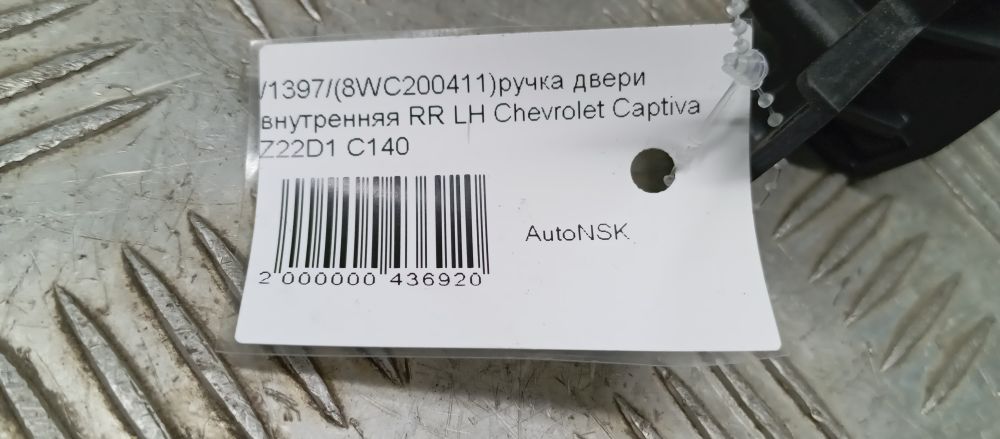 /1397/(8WC200411)ручка двери
внутренняя RR LH Chevrolet Captiva
Z22D1 C140
AutoNSK
2 000000 436920